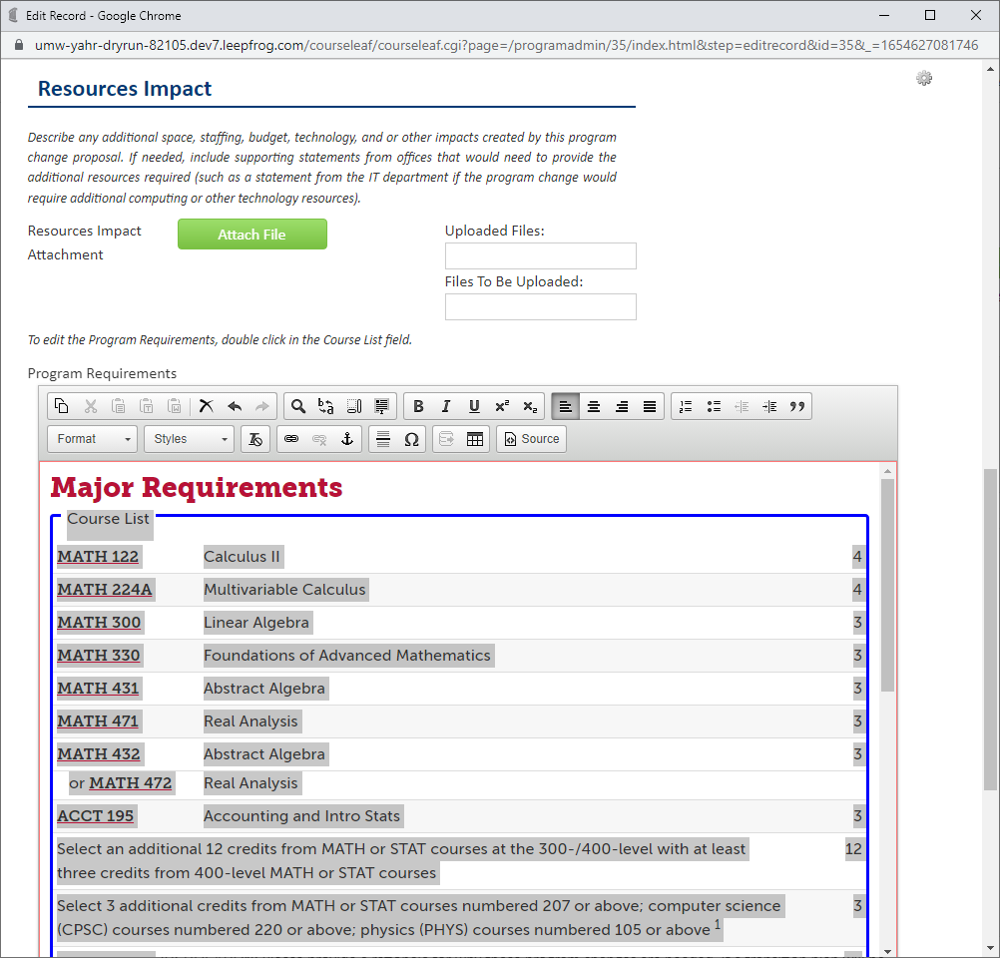 Edit Record - Google Chrome
umw-yahr-dryrun-82105.dev7.leepfrog.com/courseleaf/courseleaf.cgi?page=/programadmin/35/index.html&step=editrecord&id=35&_=1654627081746
Resources Impact
Describe any additional space, staffing, budget, technology, and or other impacts created by this program
change proposal. If needed, include supporting statements from offices that would need to provide the
additional resources required (such as a statement from the IT department if the program change would
require additional computing or other technology resources).
Resources Impact
Attachment
Attach File
Uploaded Files:
Files To Be Uploaded:
To edit the Program Requirements, double click in the Course List field.
Program Requirements
Format Styles Source
Major Requirements
Course List
MATH 122 Calculus II 4
MATH 224A Multivariable Calculus 4
MATH 300 Linear Algebra 3
MATH 330 Foundations of Advanced Mathematics 3
MATH 431 Abstract Algebra 3
MATH 471 Real Analysis 3
MATH 432 Abstract Algebra 3
or MATH 472 Real Analysis
ACCT 195 Accounting and Intro Stats 3
Select an additional 12 credits from MATH or STAT courses at the 300-/400-level with at least 12
three credits from 400-level MATH or STAT courses
Select 3 additional credits from MATH or STAT courses numbered 207 or above; computer science 3
(CPSC) courses numbered 220 or above; physics (PHYS) courses numbered 105 or above 1